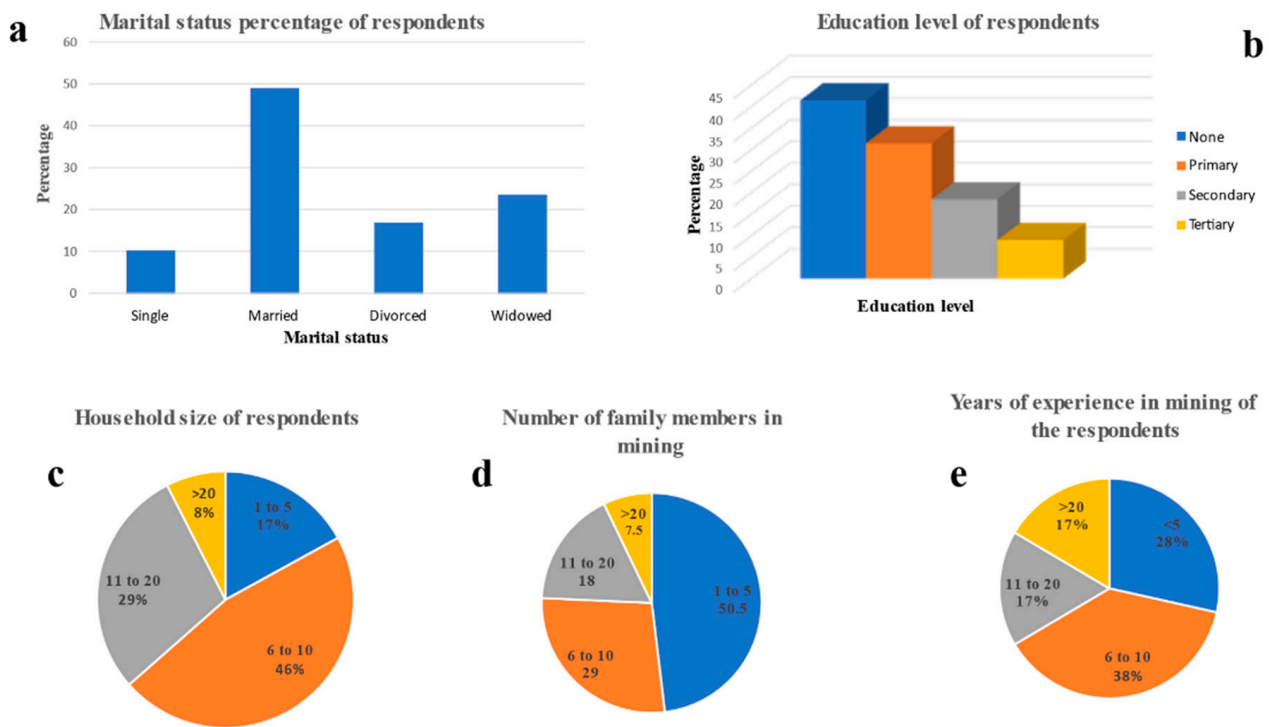 a
Marital status percentage of respondents
60
50
40
30
20
10
0
Percentage
Single Married Divorced Widowed
Marital status
b
Education level of respondents
45
40
35
30
25
20
15
10
5
0
Percentage
Education level
None
Primary
Secondary
Tertiary
c
Household size of respondents
>20
8%
1 to 5
17%
11 to 20
29%
6 to 10
46%
d
Number of family members in
mining
>20
7.5
11 to 20
18
1 to 5
50.5
6 to 10
29
e
Years of experience in mining of
the respondents
>20
17%
<5
28%
11 to 20
17%
6 to 10
38%